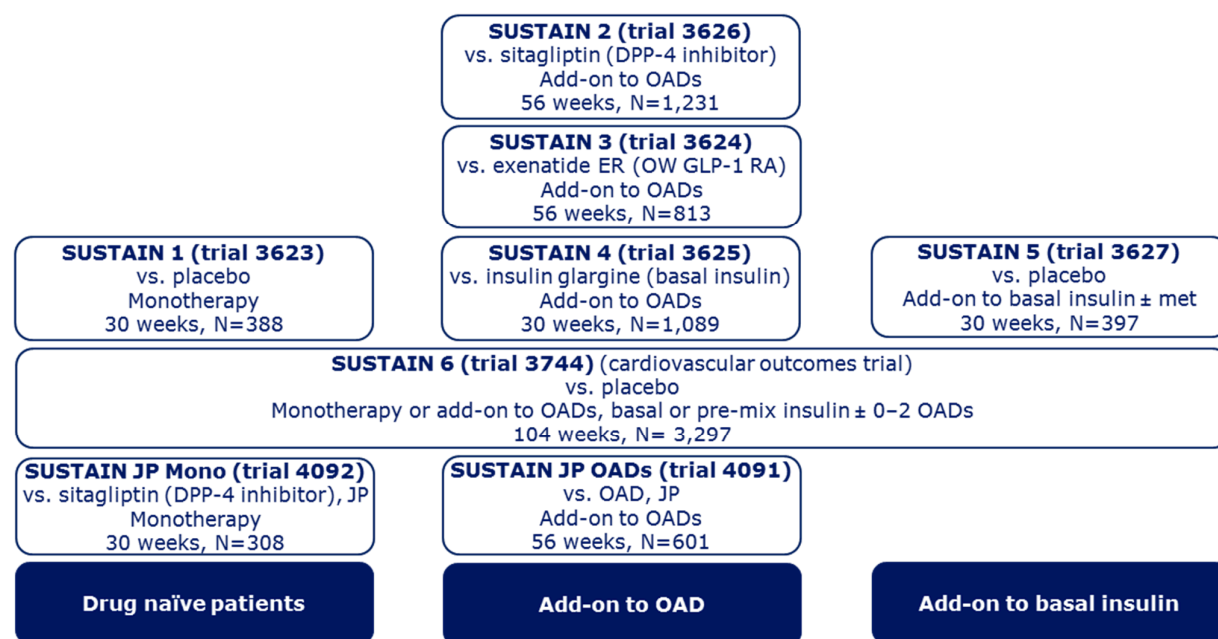 SUSTAIN 2 (trial 3626)
vs. sitagliptin (DPP-4 inhibitor)
Add-on to OADs
56 weeks, N=1,231
SUSTAIN 3 (trial 3624)
vs. exenatide ER (OW GLP-1 RA)
Add-on to OADs
56 weeks, N=813
SUSTAIN 1 (trial 3623)
vs. placebo
Monotherapy
30 weeks, N=388
SUSTAIN 4 (trial 3625)
vs. insulin glargine (basal insulin)
Add-on to OADs
30 weeks, N=1,089
SUSTAIN 5 (trial 3627)
vs. placebo
Add-on to basal insulin ± met
30 weeks, N=397
SUSTAIN 6 (trial 3744) (cardiovascular outcomes trial)
vs. placebo
Monotherapy or add-on to OADs, basal or pre-mix insulin ± 0–2 OADs
104 weeks, N= 3,297
SUSTAIN JP Mono (trial 4092)
vs. sitagliptin (DPP-4 inhibitor), JP
Monotherapy
30 weeks, N=308
SUSTAIN JP OADs (trial 4091)
vs. OAD, JP
Add-on to OADs
56 weeks, N=601
Drug naïve patients
Add-on to OAD
Add-on to basal insulin